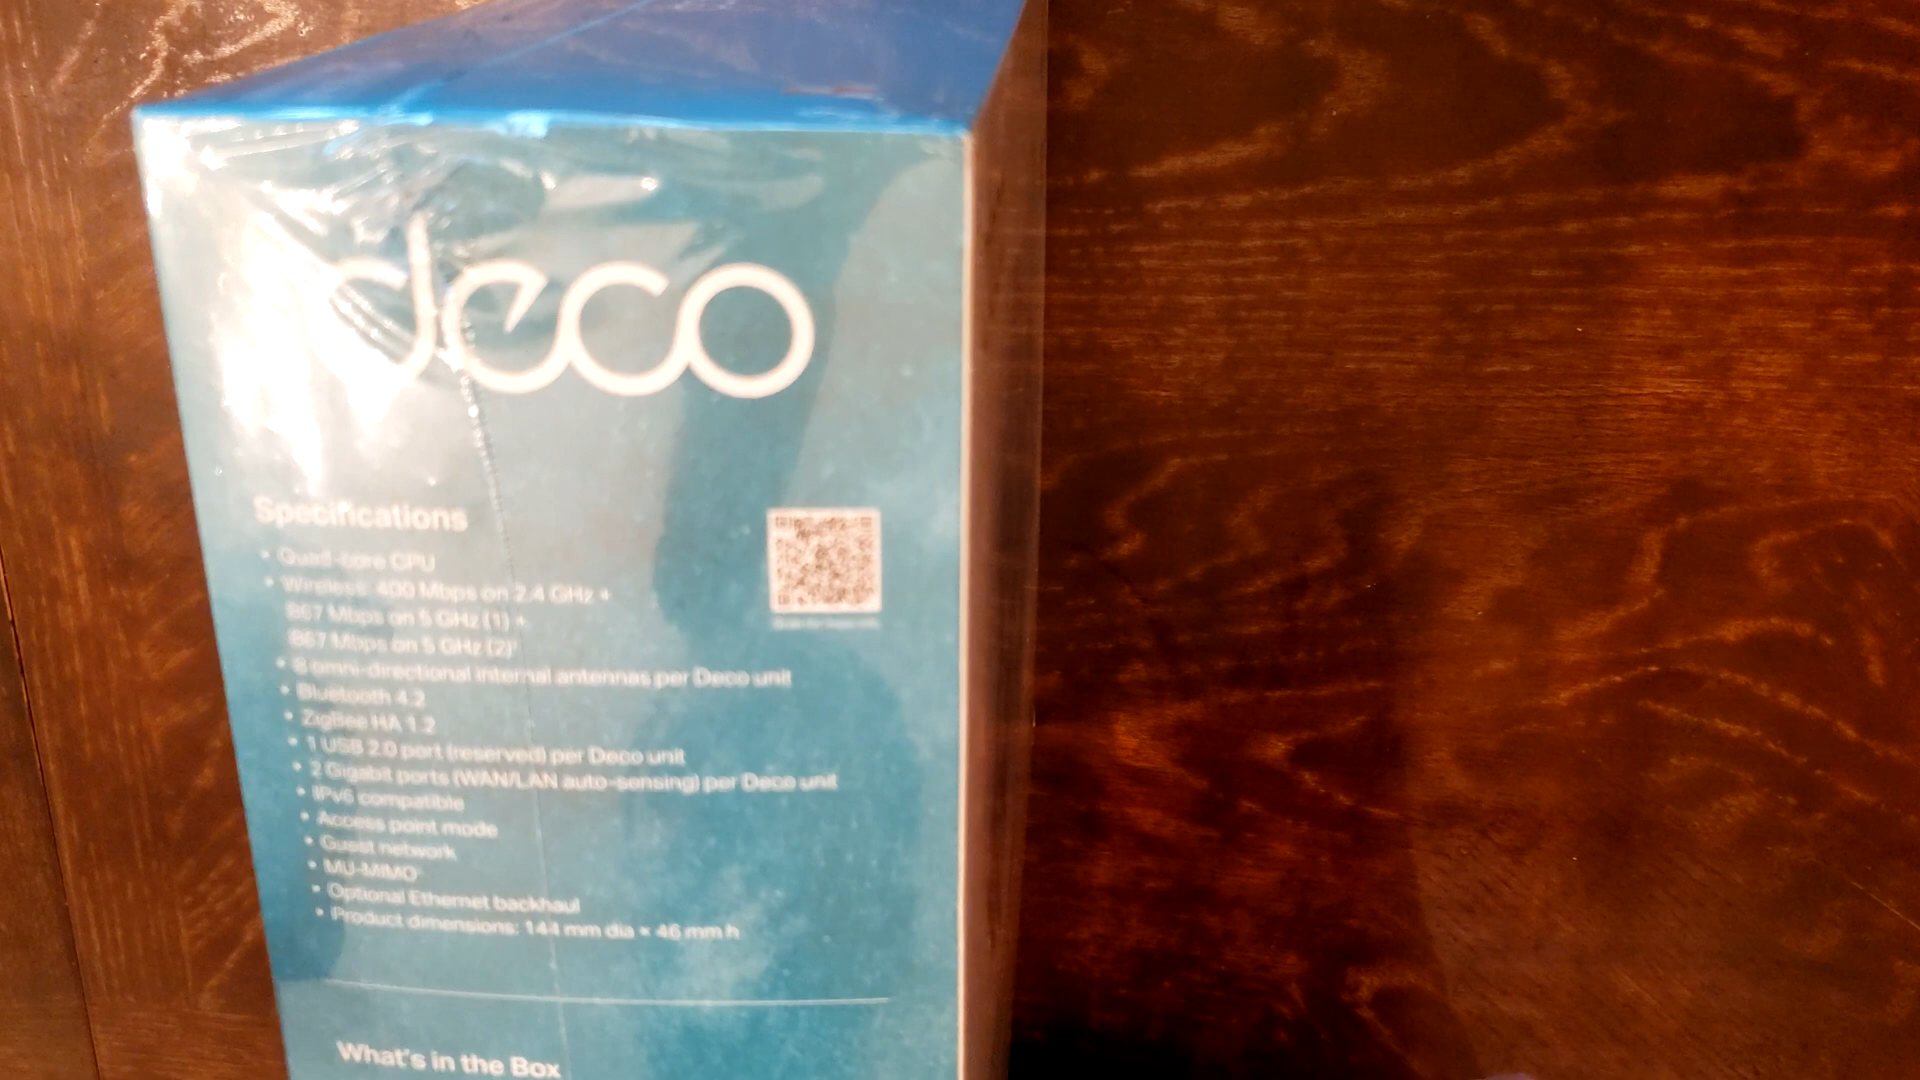 deco
Specifications
• Quad-core CPU
• Wireless: 400 Mbps on 2.4 GHz +
867 Mbps on 5 GHz (1) +
867 Mbps on 5 GHz (2)*
• 8 omni-directional internal antennas per Deco unit
• Bluetooth 4.2
• ZigBee HA 1.2
• 1 USB 2.0 port (reserved) per Deco unit
• 2 Gigabit ports (WAN/LAN auto-sensing) per Deco unit
• IPv6 compatible
• Access point mode
• Guest network
• MU-MIMO*
• Optional Ethernet backhaul
• Product dimensions: 144 mm dia × 46 mm h
What's in the Box